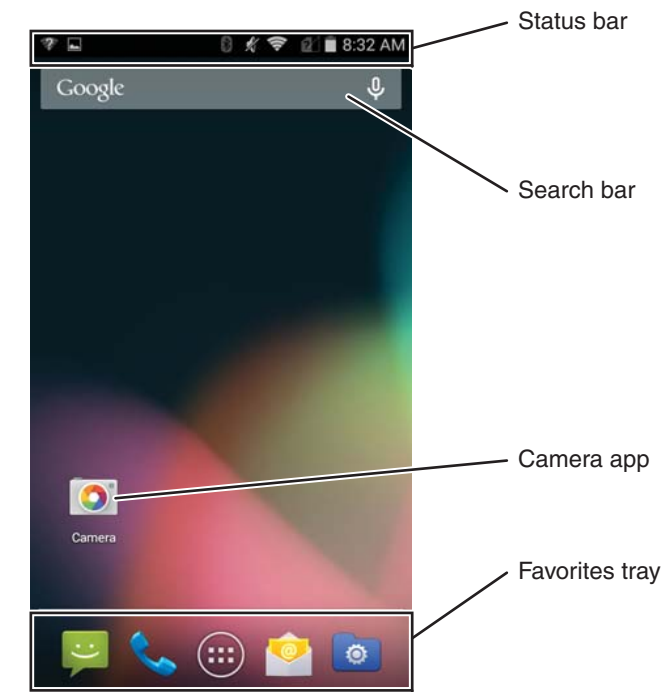 Status bar
8:32 AM
Google
Search bar
Camera app
Camera
Favorites tray
@